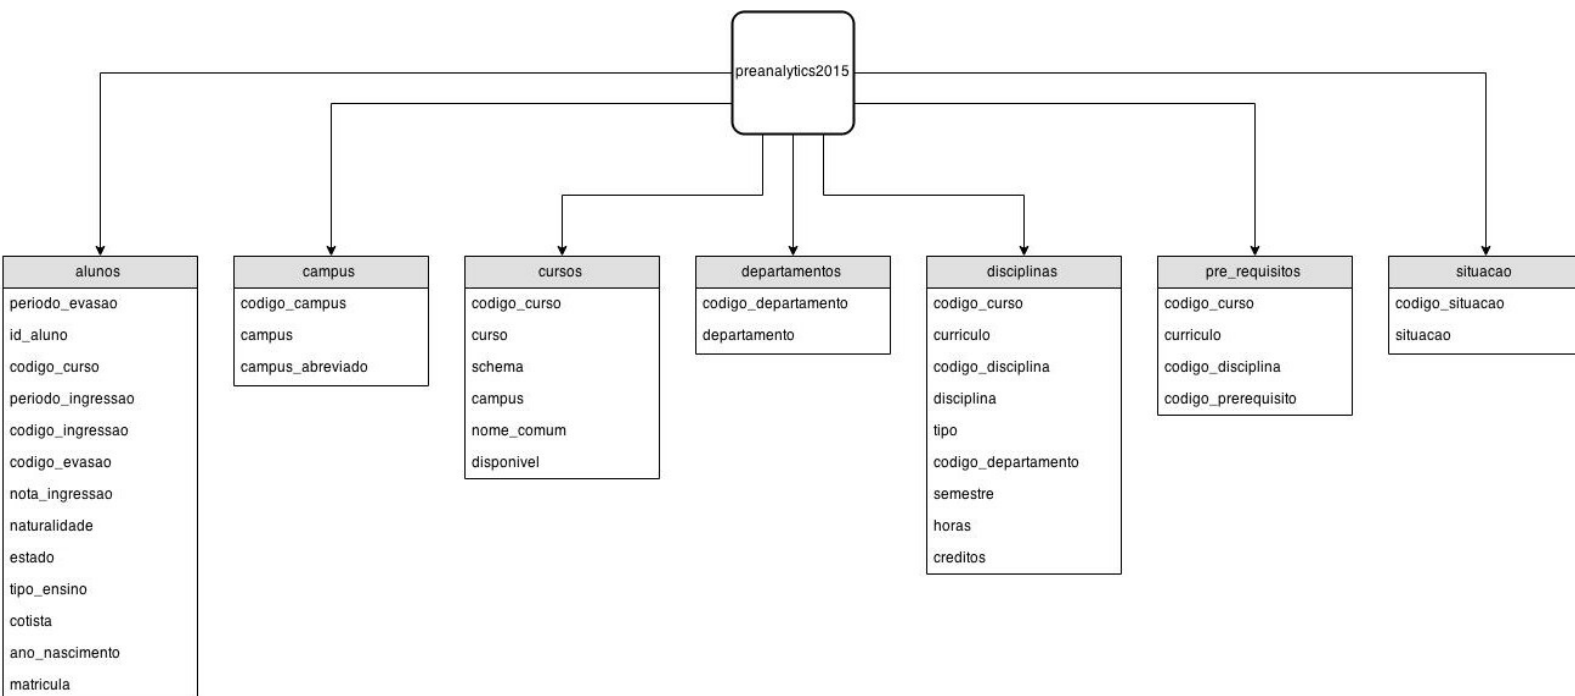 preanalytics2015
alunos
periodo_evasao
id_aluno
codigo_curso
periodo_ingressao
codigo_ingressao
codigo_evasao
nota_ingressao
naturalidade
estado
tipo_ensino
cotista
ano_nascimento
matricula
campus
codigo_campus
campus
campus_abreviado
cursos
codigo_curso
curso
schema
campus
nome_comum
disponivel
departamentos
codigo_departamento
departamento
disciplinas
codigo_curso
curriculo
codigo_disciplina
disciplina
tipo
codigo_departamento
semestre
horas
creditos
pre_requisitos
codigo_curso
curriculo
codigo_disciplina
codigo_prerequisito
situacao
codigo_situacao
situacao